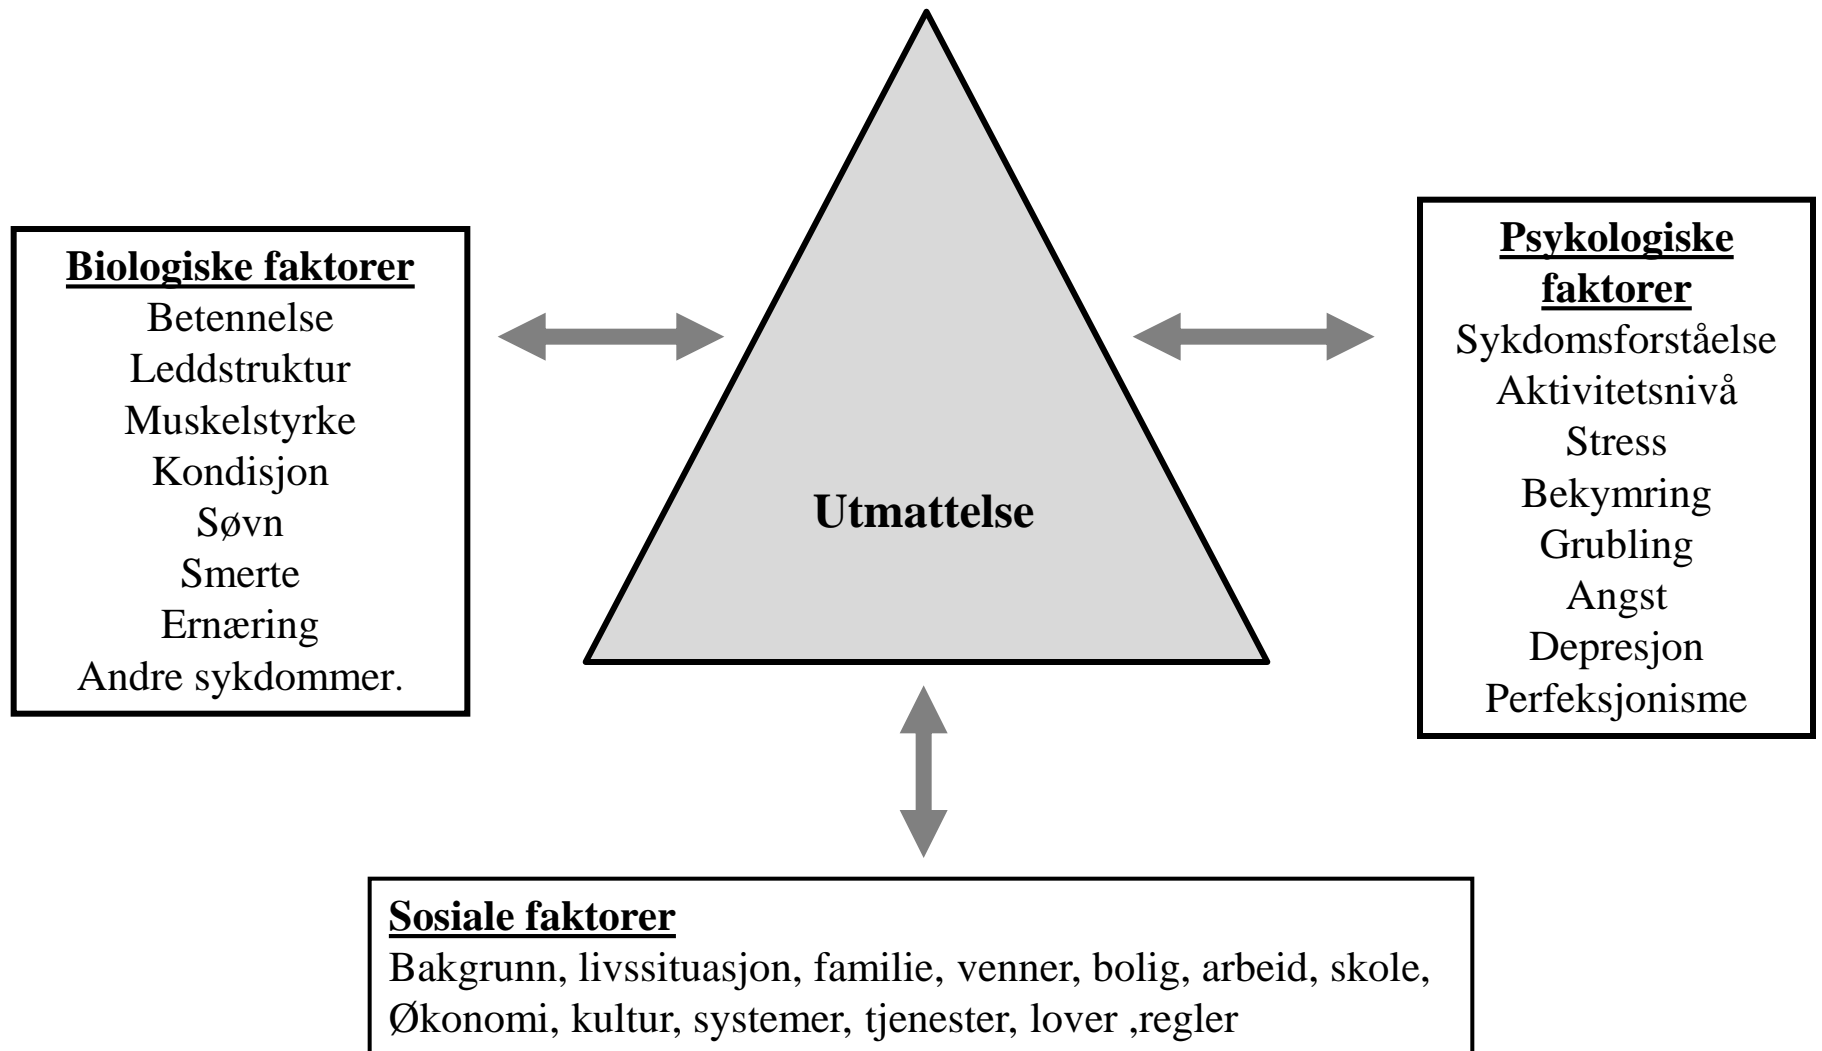 Biologiske faktorer
Betennelse
Leddstruktur
Muskelstyrke
Kondisjon
Søvn
Smerte
Ernæring
Andre sykdommer.
Utmattelse
Psykologiske
faktorer
Sykdomsforståelse
Aktivitetsnivå
Stress
Bekymring
Grubling
Angst
Depresjon
Perfeksjonisme
Sosiale faktorer
Bakgrunn, livssituasjon, familie, venner, bolig, arbeid, skole,
Økonomi, kultur, systemer, tjenester, lover ,regler